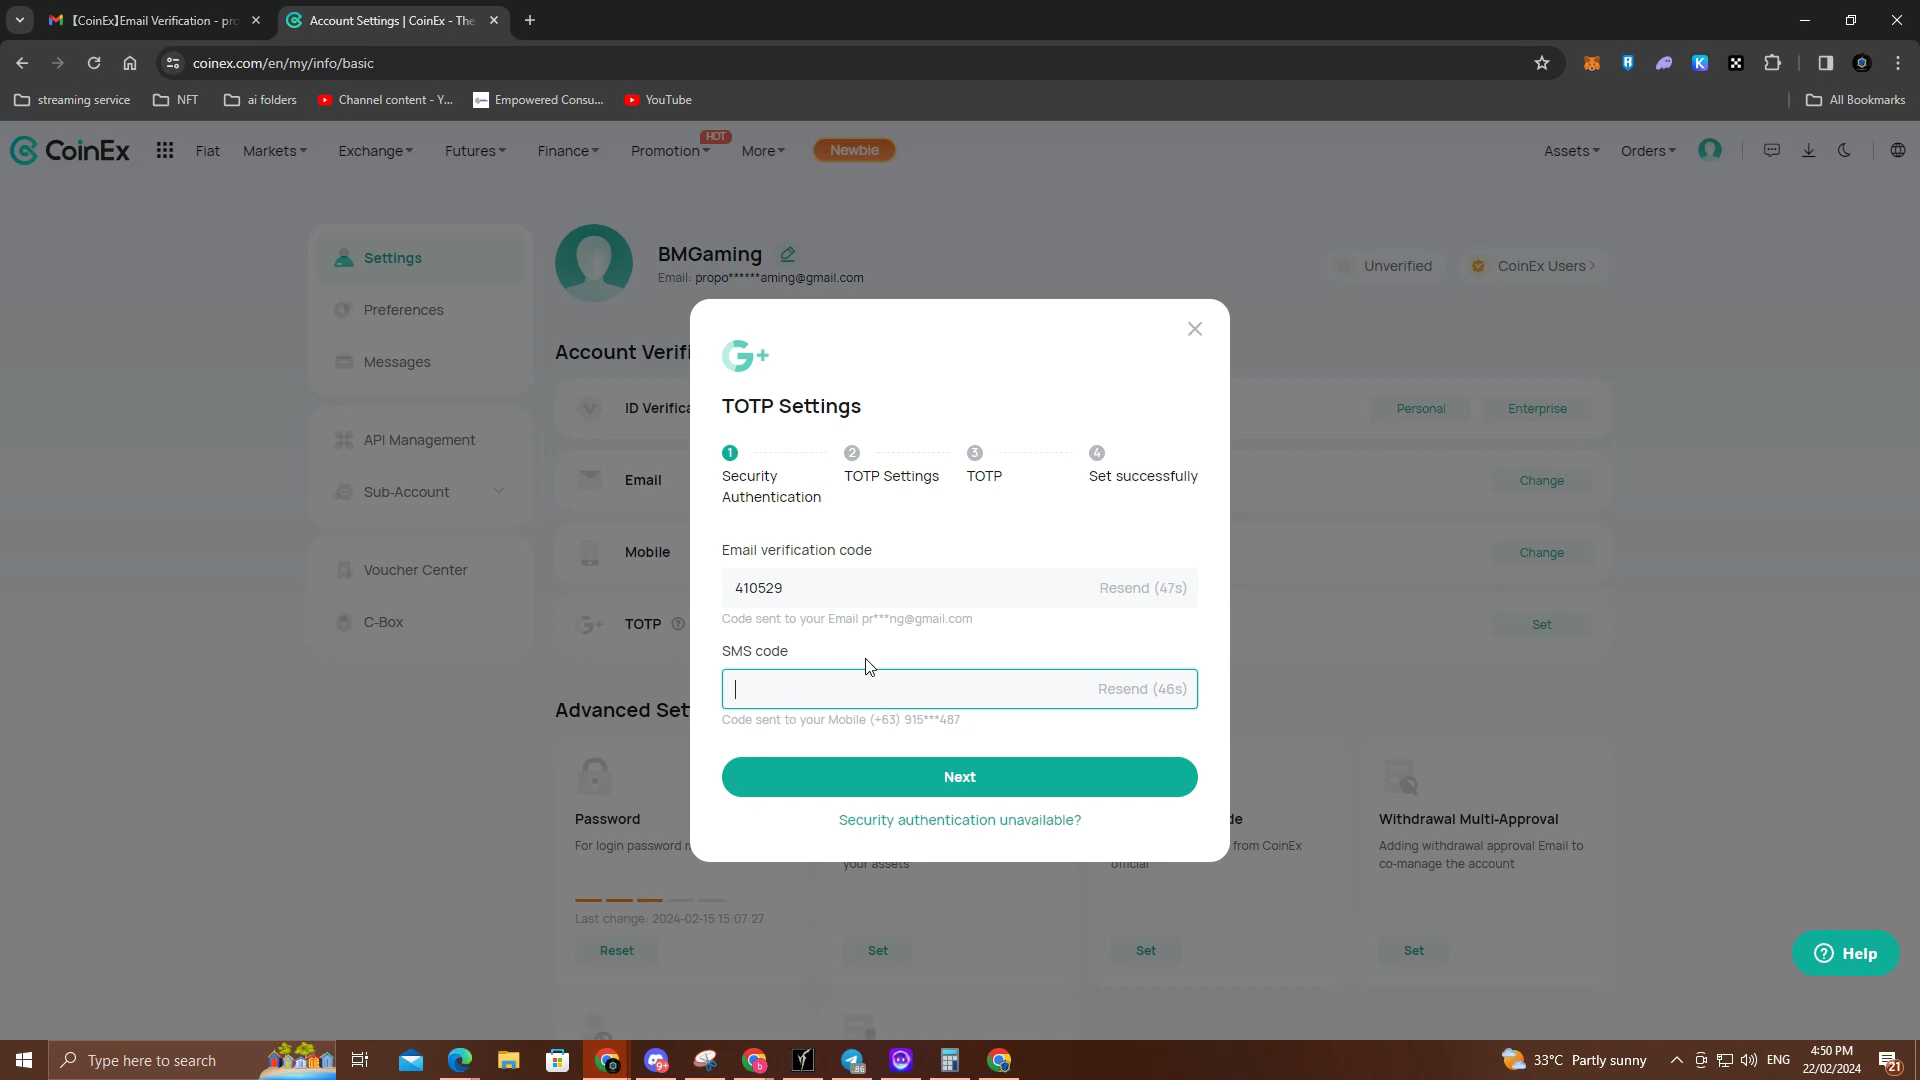 【CoinEx】Email Verification - pro
Account Settings | CoinEx - The
coinex.com/en/my/info/basic
streaming service
NFT
ai folders
Channel content - Y...
Empowered Consu...
YouTube
All Bookmarks
CoinEx
Fiat
Markets
Exchange
Futures
Finance
Promotion
HOT
More
Newbie
Assets
Orders
Settings
Preferences
Messages
API Management
Sub-Account
Voucher Center
C-Box
BMGaming
Email: propo******aming@gmail.com
Unverified
CoinEx Users
Account Verifi
ID Verifica
Personal
Enterprise
Email
Change
Mobile
Change
TOTP
Set
TOTP Settings
1
2
3
4
Security Authentication
TOTP Settings
TOTP
Set successfully
Email verification code
410529
Resend (47s)
Code sent to your Email pr***ng@gmail.com
SMS code
Resend (46s)
Code sent to your Mobile (+63) 915***487
Next
Security authentication unavailable?
Advanced Set
Password
For login password
Last change: 2024-02-15 15:07:27
Reset
your assets
Set
de
from CoinEx
official
Set
Withdrawal Multi-Approval
Adding withdrawal approval Email to
co-manage the account
Set
Help
Type here to search
9+
86
33°C Partly sunny
ENG
4:50 PM
22/02/2024
21